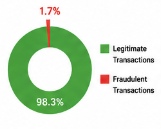 1.7%
Legitimate
Transactions
Fraudulent
Transactions
98.3%